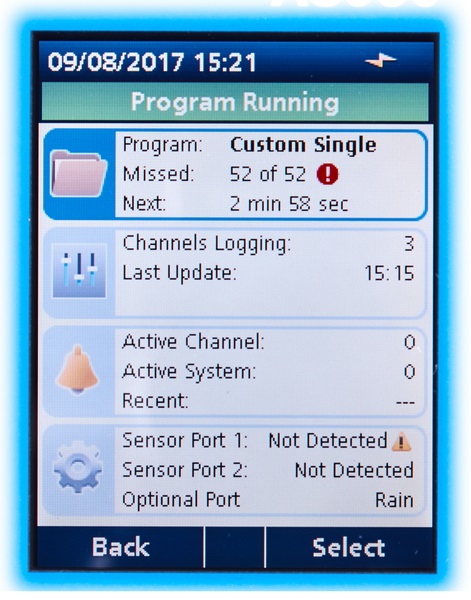 09/08/2017 15:21
Program Running
Program: Custom Single
Missed: 52 of 52
Next: 2 min 58 sec
Channels Logging: 3
Last Update: 15:15
Active Channel: 0
Active System: 0
Recent: ---
Sensor Port 1: Not Detected
Sensor Port 2: Not Detected
Optional Port Rain
Back Select